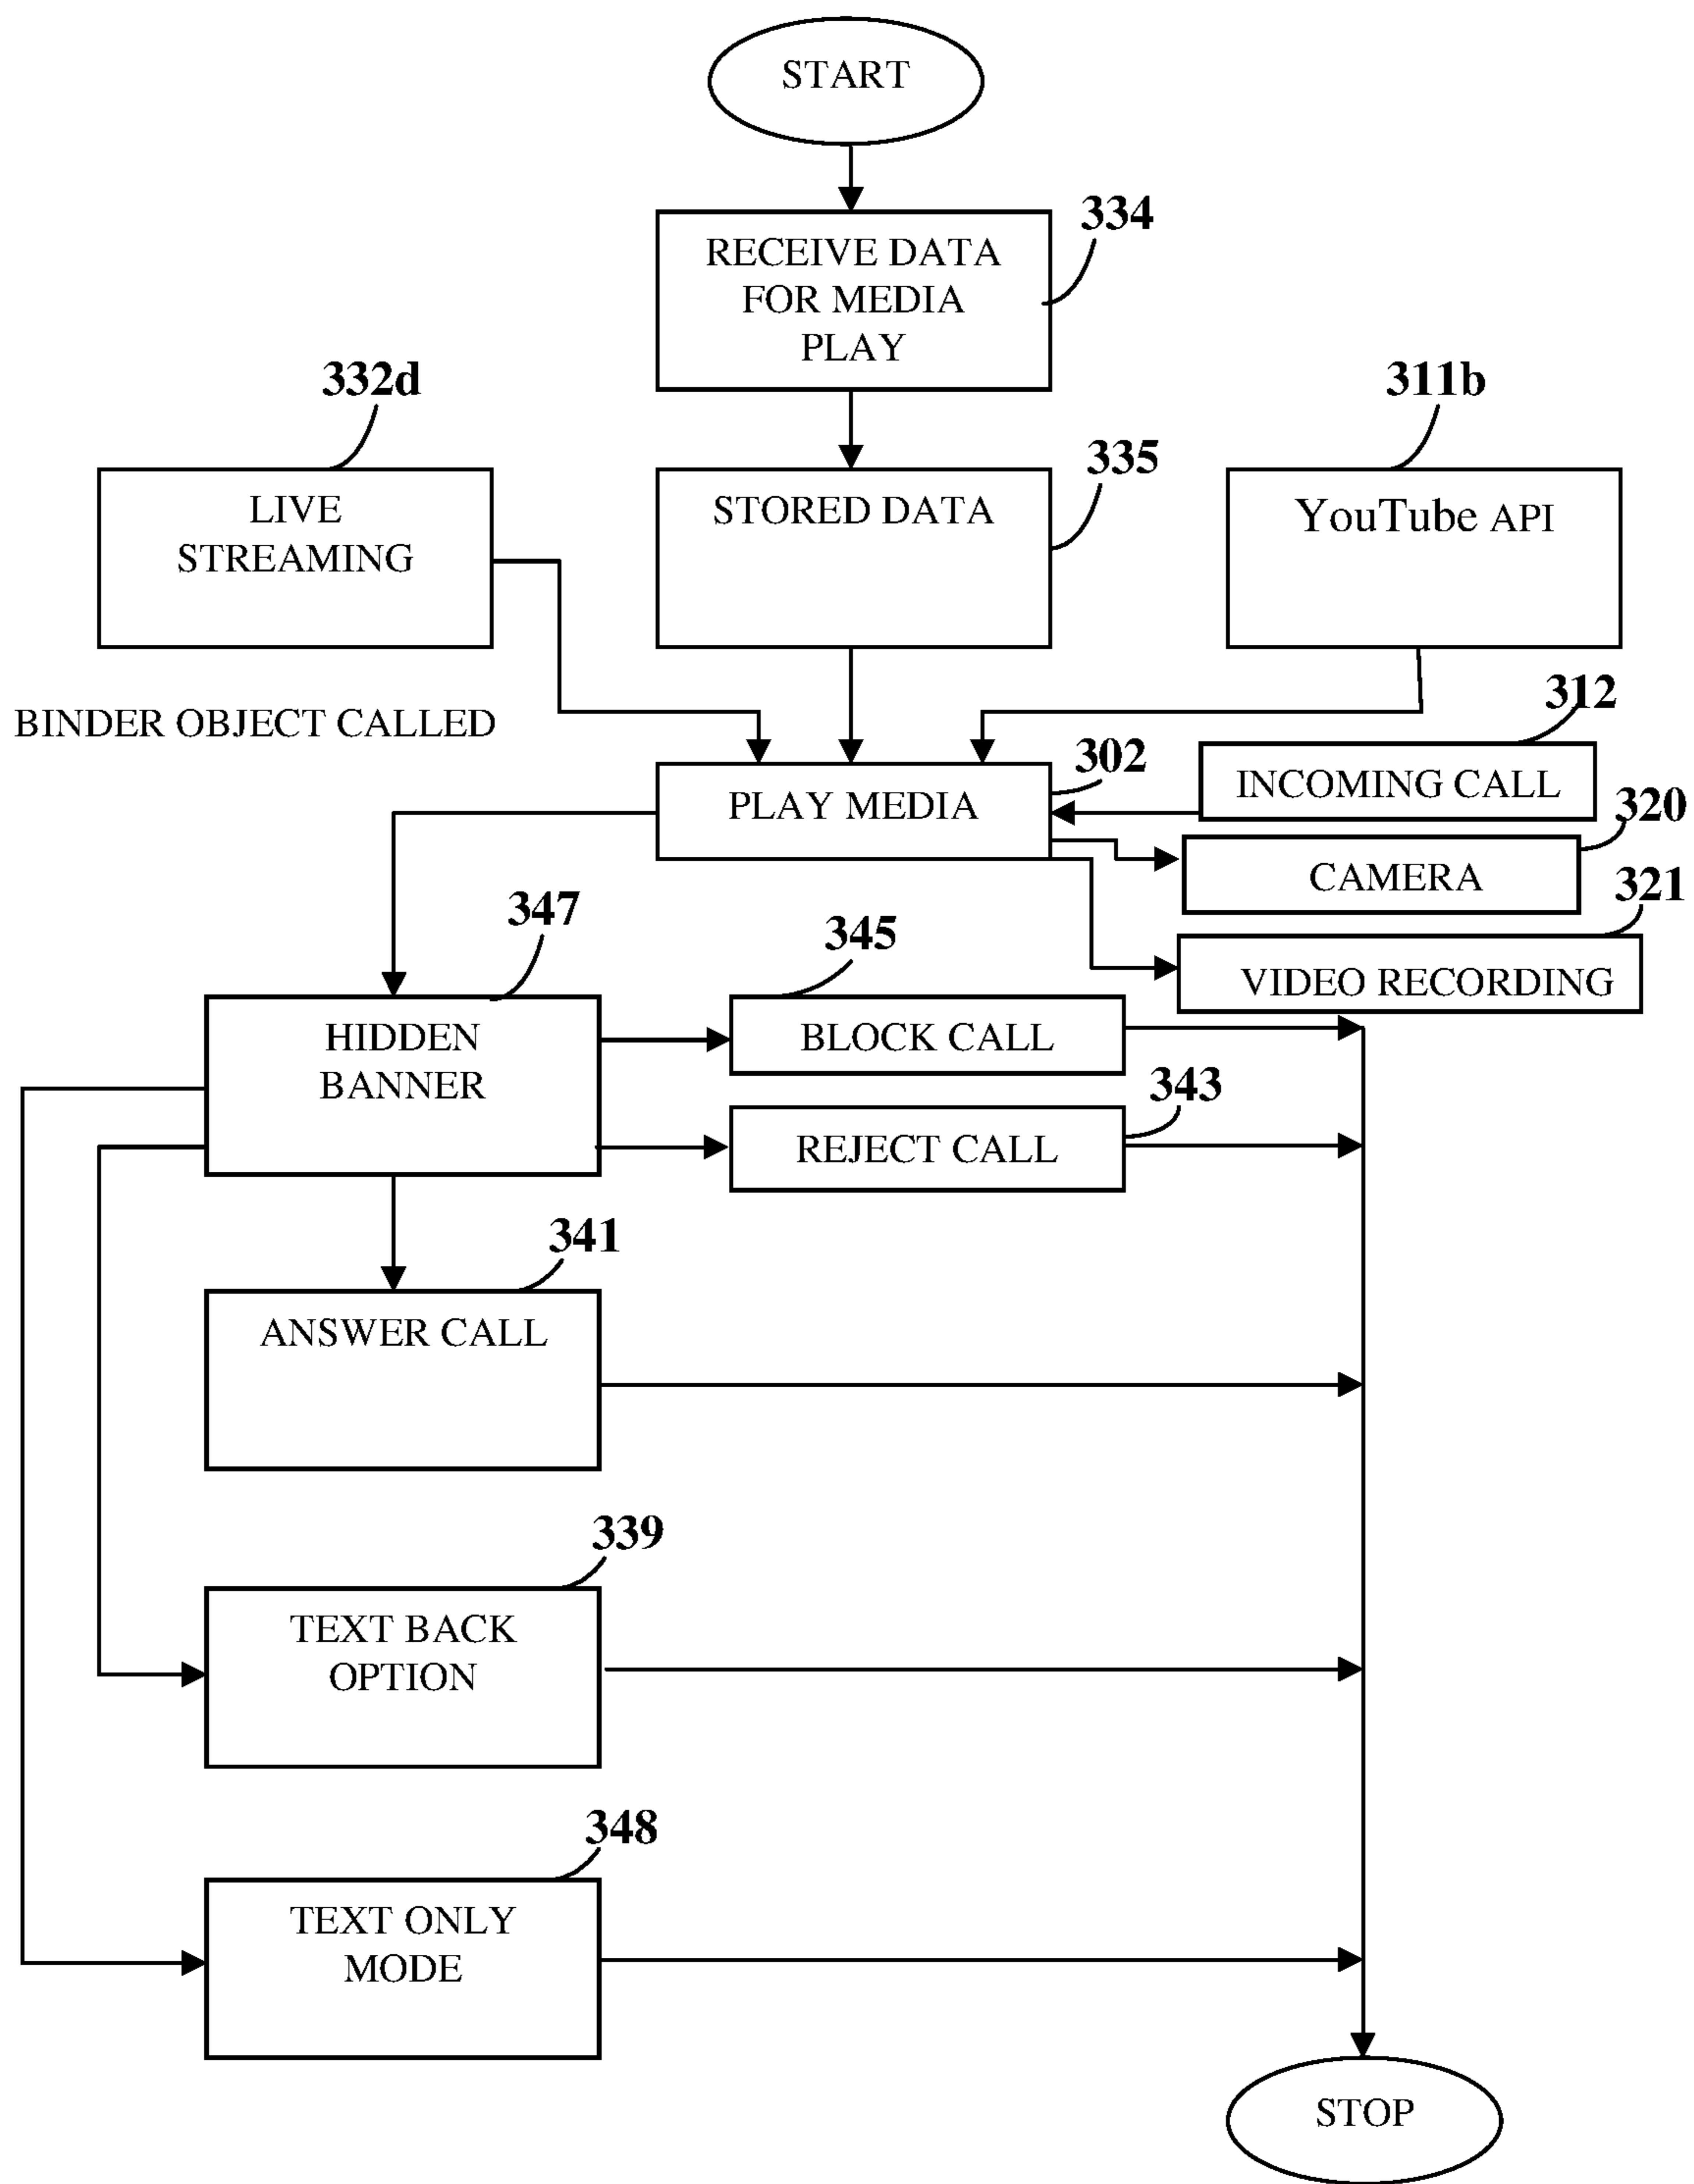 START
334
RECEIVE DATA
FOR MEDIA
PLAY
332d
311b
335
LIVE
STREAMING
STORED DATA
YouTube API
312
BINDER OBJECT CALLED
302
PLAY MEDIA
INCOMING CALL
320
CAMERA
321
VIDEO RECORDING
347
345
HIDDEN
BANNER
BLOCK CALL
343
REJECT CALL
341
ANSWER CALL
339
TEXT BACK
OPTION
348
TEXT ONLY
MODE
STOP